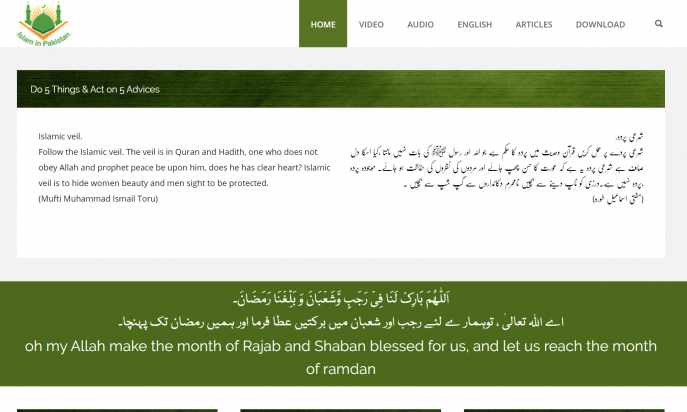 Islam in Pakistan
HOME VIDEO AUDIO ENGLISH ARTICLES DOWNLOAD
Do 5 Things & Act on 5 Advices
Islamic veil.
Follow the Islamic veil. The veil is in Quran and Hadith, one who does not
obey Allah and prophet peace be upon him, does he has clear heart? Islamic
veil is to hide women beauty and men sight to be protected.
(Mufti Muhammad Ismail Toru)
شرعی پردہ.
شرعی پردے پر عمل کریں قرآن وحدیث میں پردہ کا حکم ہے جو اللہ اور رسول ﷺ کی بات نہیں مانتا ،کیا اسکا دل
صاف ہے شرعی پردہ یہ ہے کہ عورت کا حسن چھپ جائے اور مردوں کی نظروں کی حفاظت ہو جائے۔ موجودہ پردہ
،پردہ نہیں ہے۔درزی کو ناپ دینے سے بچیں نامحرم دکانداروں سے گپ شپ سے بچیں ۔
(مفتی اسماعیل طورو)
اَللّٰهُمَّ بَارِكْ لَنَا فِىْ رَجَبٍ وَّشَعْبَانَ وَ بَلِّغْنَا رَمَضَانَ۔
اے اللہ تعالیٰ ، توہمار ے لئے رجب اور شعبان میں برکتیں عطا فرما اور ہمیں رمضان تک پہنچا۔
oh my Allah make the month of Rajab and Shaban blessed for us, and let us reach the month
of ramdan